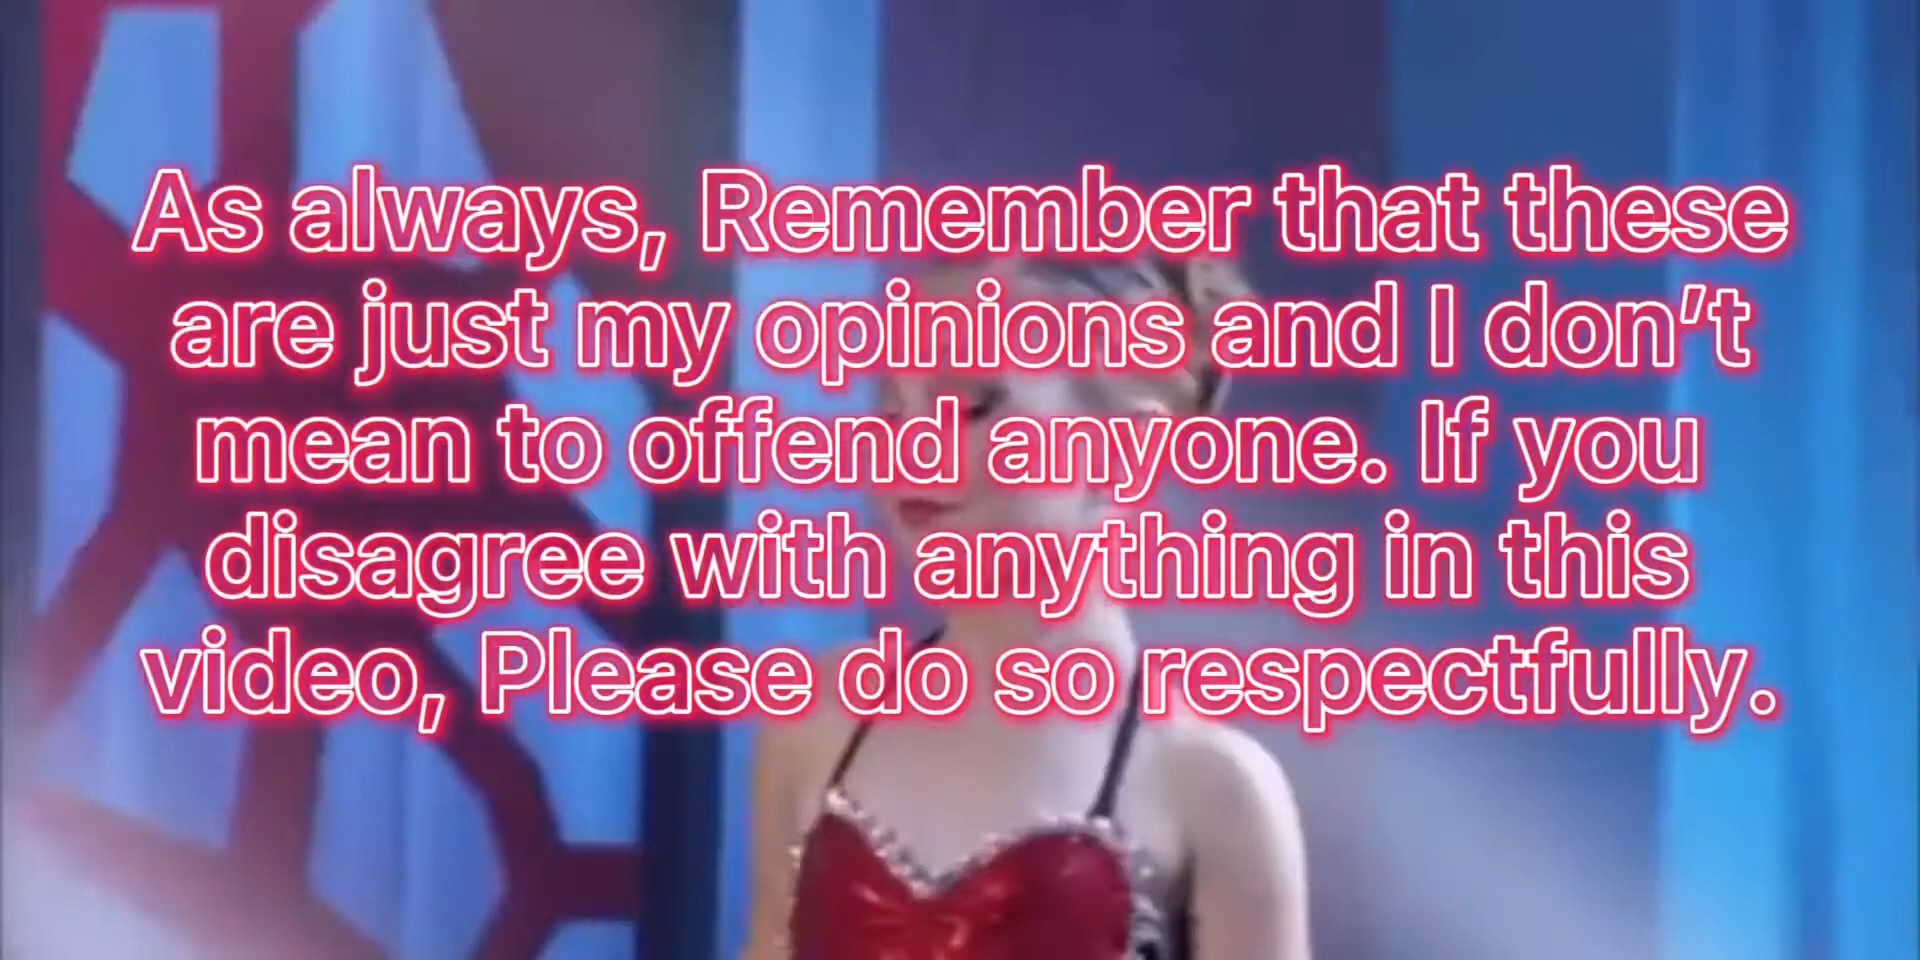 As always, Remember that these
are just my opinions and I don’t
mean to offend anyone. If you
disagree with anything in this
video, Please do so respectfully.